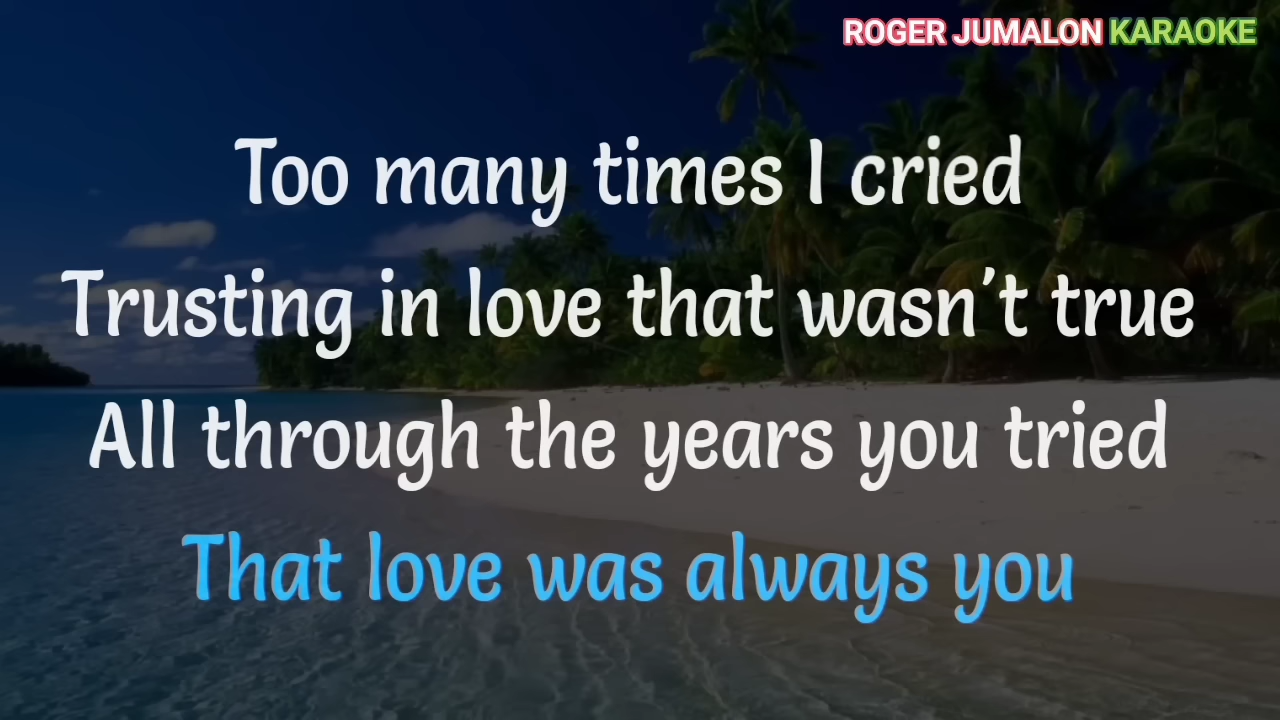 ROGER JUMALON KARAOKE
Too many times I cried
Trusting in love that wasn't true
All through the years you tried
That love was always you